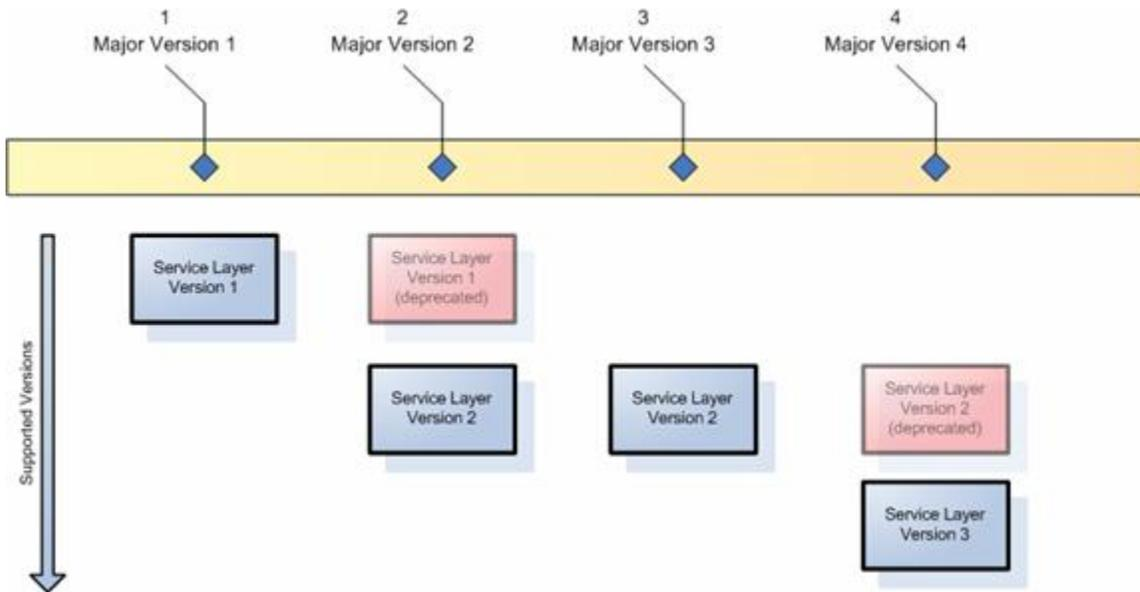 1
Major Version 1
2
Major Version 2
3
Major Version 3
4
Major Version 4
Supported Versions
Service Layer
Version 1
Service Layer
Version 1
(deprecated)
Service Layer
Version 2
Service Layer
Version 2
Service Layer
Version 2
(deprecated)
Service Layer
Version 3